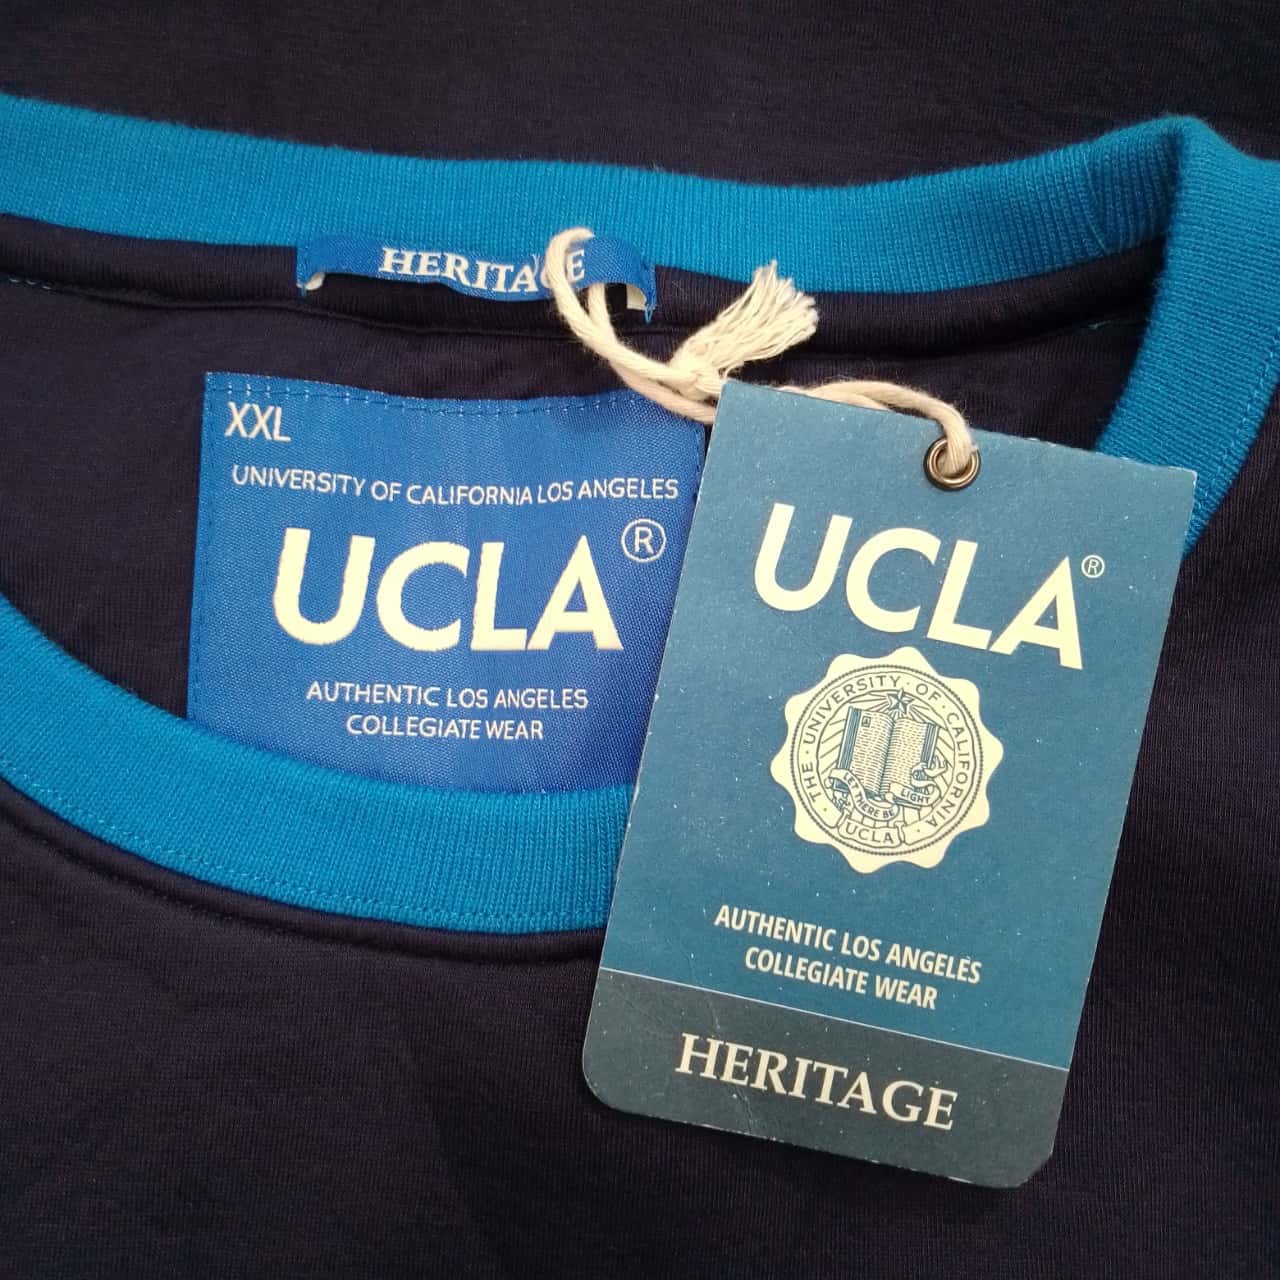 HERITAGE
XXL
UNIVERSITY OF CALIFORNIA LOS ANGELES
UCLA®
AUTHENTIC LOS ANGELES
COLLEGIATE WEAR
UCLA®
THE · UNIVERSITY · OF · CALIFORNIA ·
LET THERE BE LIGHT
UCLA
AUTHENTIC LOS ANGELES
COLLEGIATE WEAR
HERITAGE